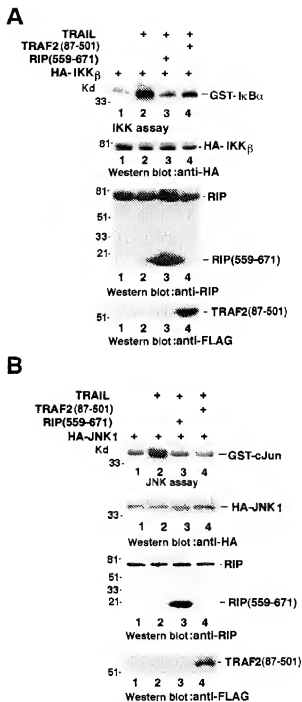 A
TRAIL + + +
TRAF2(87-501) +
RIP(559-671) +
HA-IKKβ + + + +
Kd
33-
-GST-IκBα
1 2 3 4
IKK assay
81-
-HA-IKKβ
1 2 3 4
Western blot :anti-HA
81-
-RIP
51-
33-
21-
-RIP(559-671)
1 2 3 4
Western blot :anti-RIP
51-
-TRAF2(87-501)
Western blot :anti-FLAG
B
TRAIL + + +
TRAF2(87-501) +
RIP(559-671) +
HA-JNK1 + + + +
Kd
33-
-GST-cJun
1 2 3 4
JNK assay
-HA-JNK1
33-
1 2 3 4
Western blot :anti-HA
81-
-RIP
51-
33-
21-
-RIP(559-671)
1 2 3 4
Western blot :anti-RIP
51-
TRAF2(87-501)
1 2 3 4
Western blot :anti-FLAG